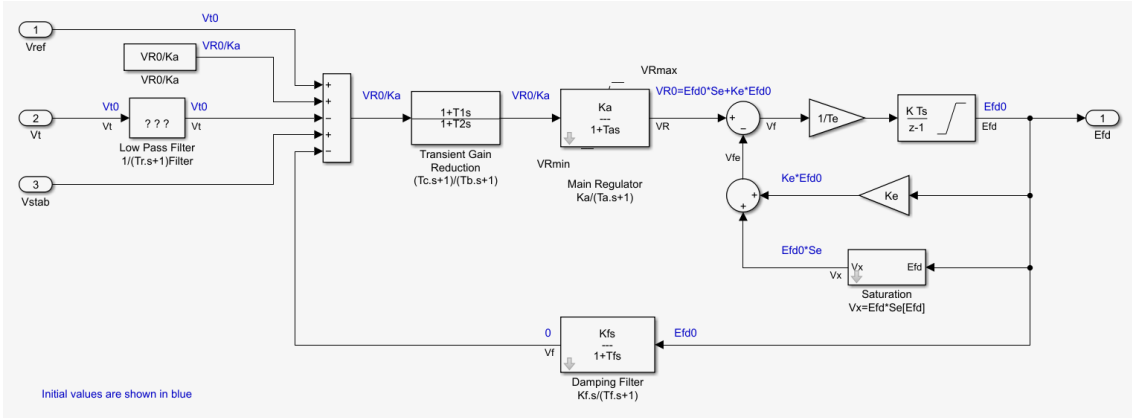 Vt0
1
Vref
VR0/Ka
VR0/Ka
VR0/Ka
+
+
−
+
−
Vt0
Vt0
2
Vt
Vt
? ? ?
Vt
Low Pass Filter
1/(Tr.s+1)Filter
3
Vstab
VR0/Ka
1+T1s
1+T2s
Transient Gain
Reduction
(Tc.s+1)/(Tb.s+1)
VR0/Ka
VRmax
Ka
---
1+Tas
VRmin
Main Regulator
Ka/(Ta.s+1)
VR0=Efd0*Se+Ke*Efd0
VR
+
−
Vf
1/Te
K Ts
z-1
Efd0
Efd
1
Efd
Vfe
Ke*Efd0
+
+
Ke
Efd0*Se
Vx
Vx
Efd
Saturation
Vx=Efd*Se[Efd]
0
Vf
Kfs
---
1+Tfs
Efd0
Damping Filter
Kf.s/(Tf.s+1)
Initial values are shown in blue